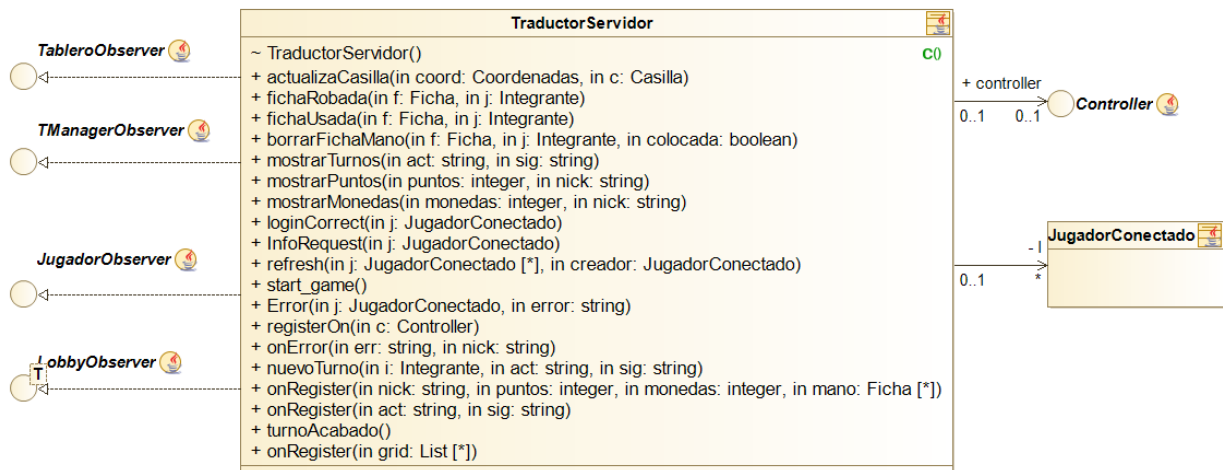 TraductorServidor
~ TraductorServidor()
C()
+ actualizaCasilla(in coord: Coordenadas, in c: Casilla)
+ fichaRobada(in f: Ficha, in j: Integrante)
+ fichaUsada(in f: Ficha, in j: Integrante)
+ borrarFichaMano(in f: Ficha, in j: Integrante, in colocada: boolean)
+ mostrarTurnos(in act: string, in sig: string)
+ mostrarPuntos(in puntos: integer, in nick: string)
+ mostrarMonedas(in monedas: integer, in nick: string)
+ loginCorrect(in j: JugadorConectado)
+ InfoRequest(in j: JugadorConectado)
+ refresh(in j: JugadorConectado [*], in creador: JugadorConectado)
+ start_game()
+ Error(in j: JugadorConectado, in error: string)
+ registerOn(in c: Controller)
+ onError(in err: string, in nick: string)
+ nuevoTurno(in i: Integrante, in act: string, in sig: string)
+ onRegister(in nick: string, in puntos: integer, in monedas: integer, in mano: Ficha [*])
+ onRegister(in act: string, in sig: string)
+ turnoAcabado()
+ onRegister(in grid: List [*])
TableroObserver
TManagerObserver
JugadorObserver
LobbyObserver
T
+ controller
0..1
0..1
Controller
JugadorConectado
- l
0..1
*